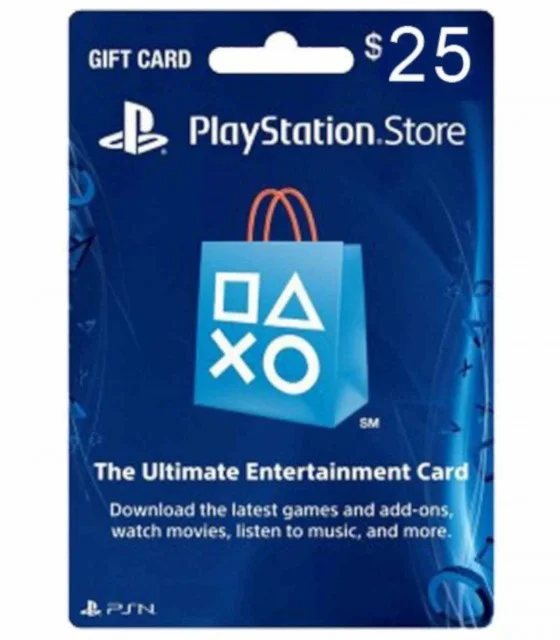 GIFT CARD $25
PlayStation.Store
SM
The Ultimate Entertainment Card
Download the latest games and add-ons,
watch movies, listen to music, and more.
PSN